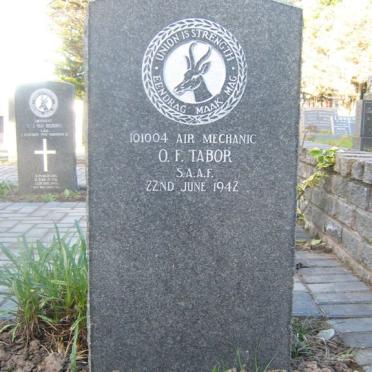 UNION IS STRENGTH
EENDRAG MAAK MAG
101004 AIR MECHANIC
O. F. TABOR
S.A.A.F.
22ND JUNE 1942